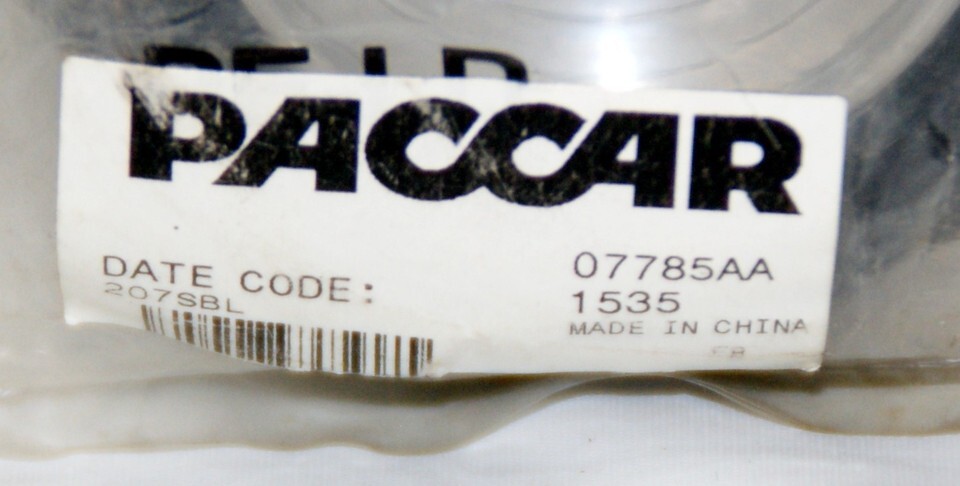 PACCAR
DATE CODE: 07785AA
207SBL 1535
MADE IN CHINA